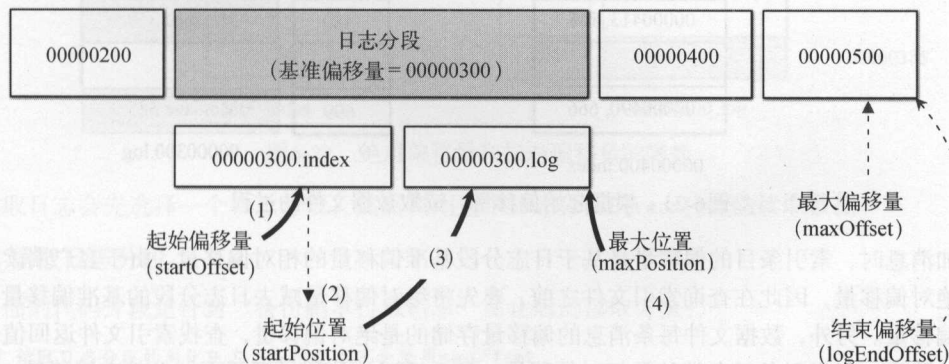 00000200
日志分段
(基准偏移量=00000300)
00000400
00000500
00000300.index
00000300.log
(1)
起始偏移量
(startOffset)
(2)
起始位置
(startPosition)
(3)
最大位置
(maxPosition)
(4)
最大偏移量
(maxOffset)
结束偏移量
(logEndOffse